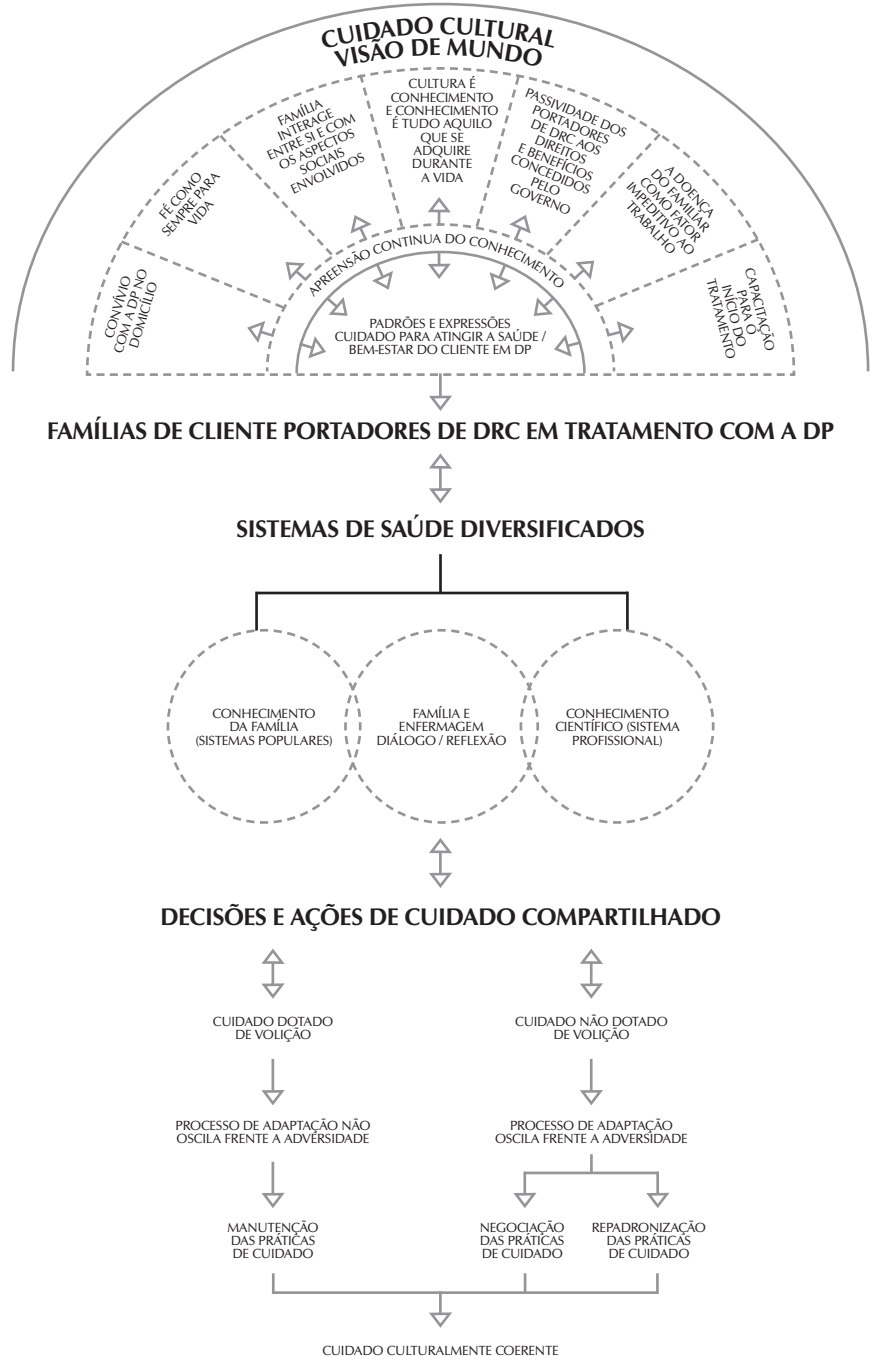 CUIDADO CULTURAL
VISÃO DE MUNDO
CONVÍVIO
COM A DP NO
DOMICÍLIO
FÉ COMO
SEMPRE PARA
VIDA
FAMÍLIA
INTERAGE
ENTRE SI E COM
OS ASPECTOS
SOCIAIS
ENVOLVIDOS
CULTURA É
CONHECIMENTO
E CONHECIMENTO
É TUDO AQUILO
QUE SE
ADQUIRE
DURANTE
A VIDA
PASSIVIDADE DOS
PORTADORES
DE DRC AOS
DIREITOS
E BENEFÍCIOS
CONCEDIDOS
PELO
GOVERNO
A DOENÇA
DO FAMILIAR
COMO FATOR
IMPEDITIVO AO
TRABALHO
CAPACITAÇÃO
PARA O
INÍCIO DO
TRATAMENTO
APREENSÃO CONTINUA DO CONHECIMENTO
PADRÕES E EXPRESSÕES
CUIDADO PARA ATINGIR A SAÚDE /
BEM-ESTAR DO CLIENTE EM DP
FAMÍLIAS DE CLIENTE PORTADORES DE DRC EM TRATAMENTO COM A DP
SISTEMAS DE SAÚDE DIVERSIFICADOS
CONHECIMENTO
DA FAMÍLIA
(SISTEMAS POPULARES)
FAMÍLIA E
ENFERMAGEM
DIÁLOGO / REFLEXÃO
CONHECIMENTO
CIENTÍFICO (SISTEMA
PROFISSIONAL)
DECISÕES E AÇÕES DE CUIDADO COMPARTILHADO
CUIDADO DOTADO
DE VOLIÇÃO
CUIDADO NÃO DOTADO
DE VOLIÇÃO
PROCESSO DE ADAPTAÇÃO NÃO
OSCILA FRENTE A ADVERSIDADE
PROCESSO DE ADAPTAÇÃO
OSCILA FRENTE A ADVERSIDADE
MANUTENÇÃO
DAS PRÁTICAS
DE CUIDADO
NEGOCIAÇÃO
DAS PRÁTICAS
DE CUIDADO
REPADRONIZAÇÃO
DAS PRÁTICAS
DE CUIDADO
CUIDADO CULTURALMENTE COERENTE